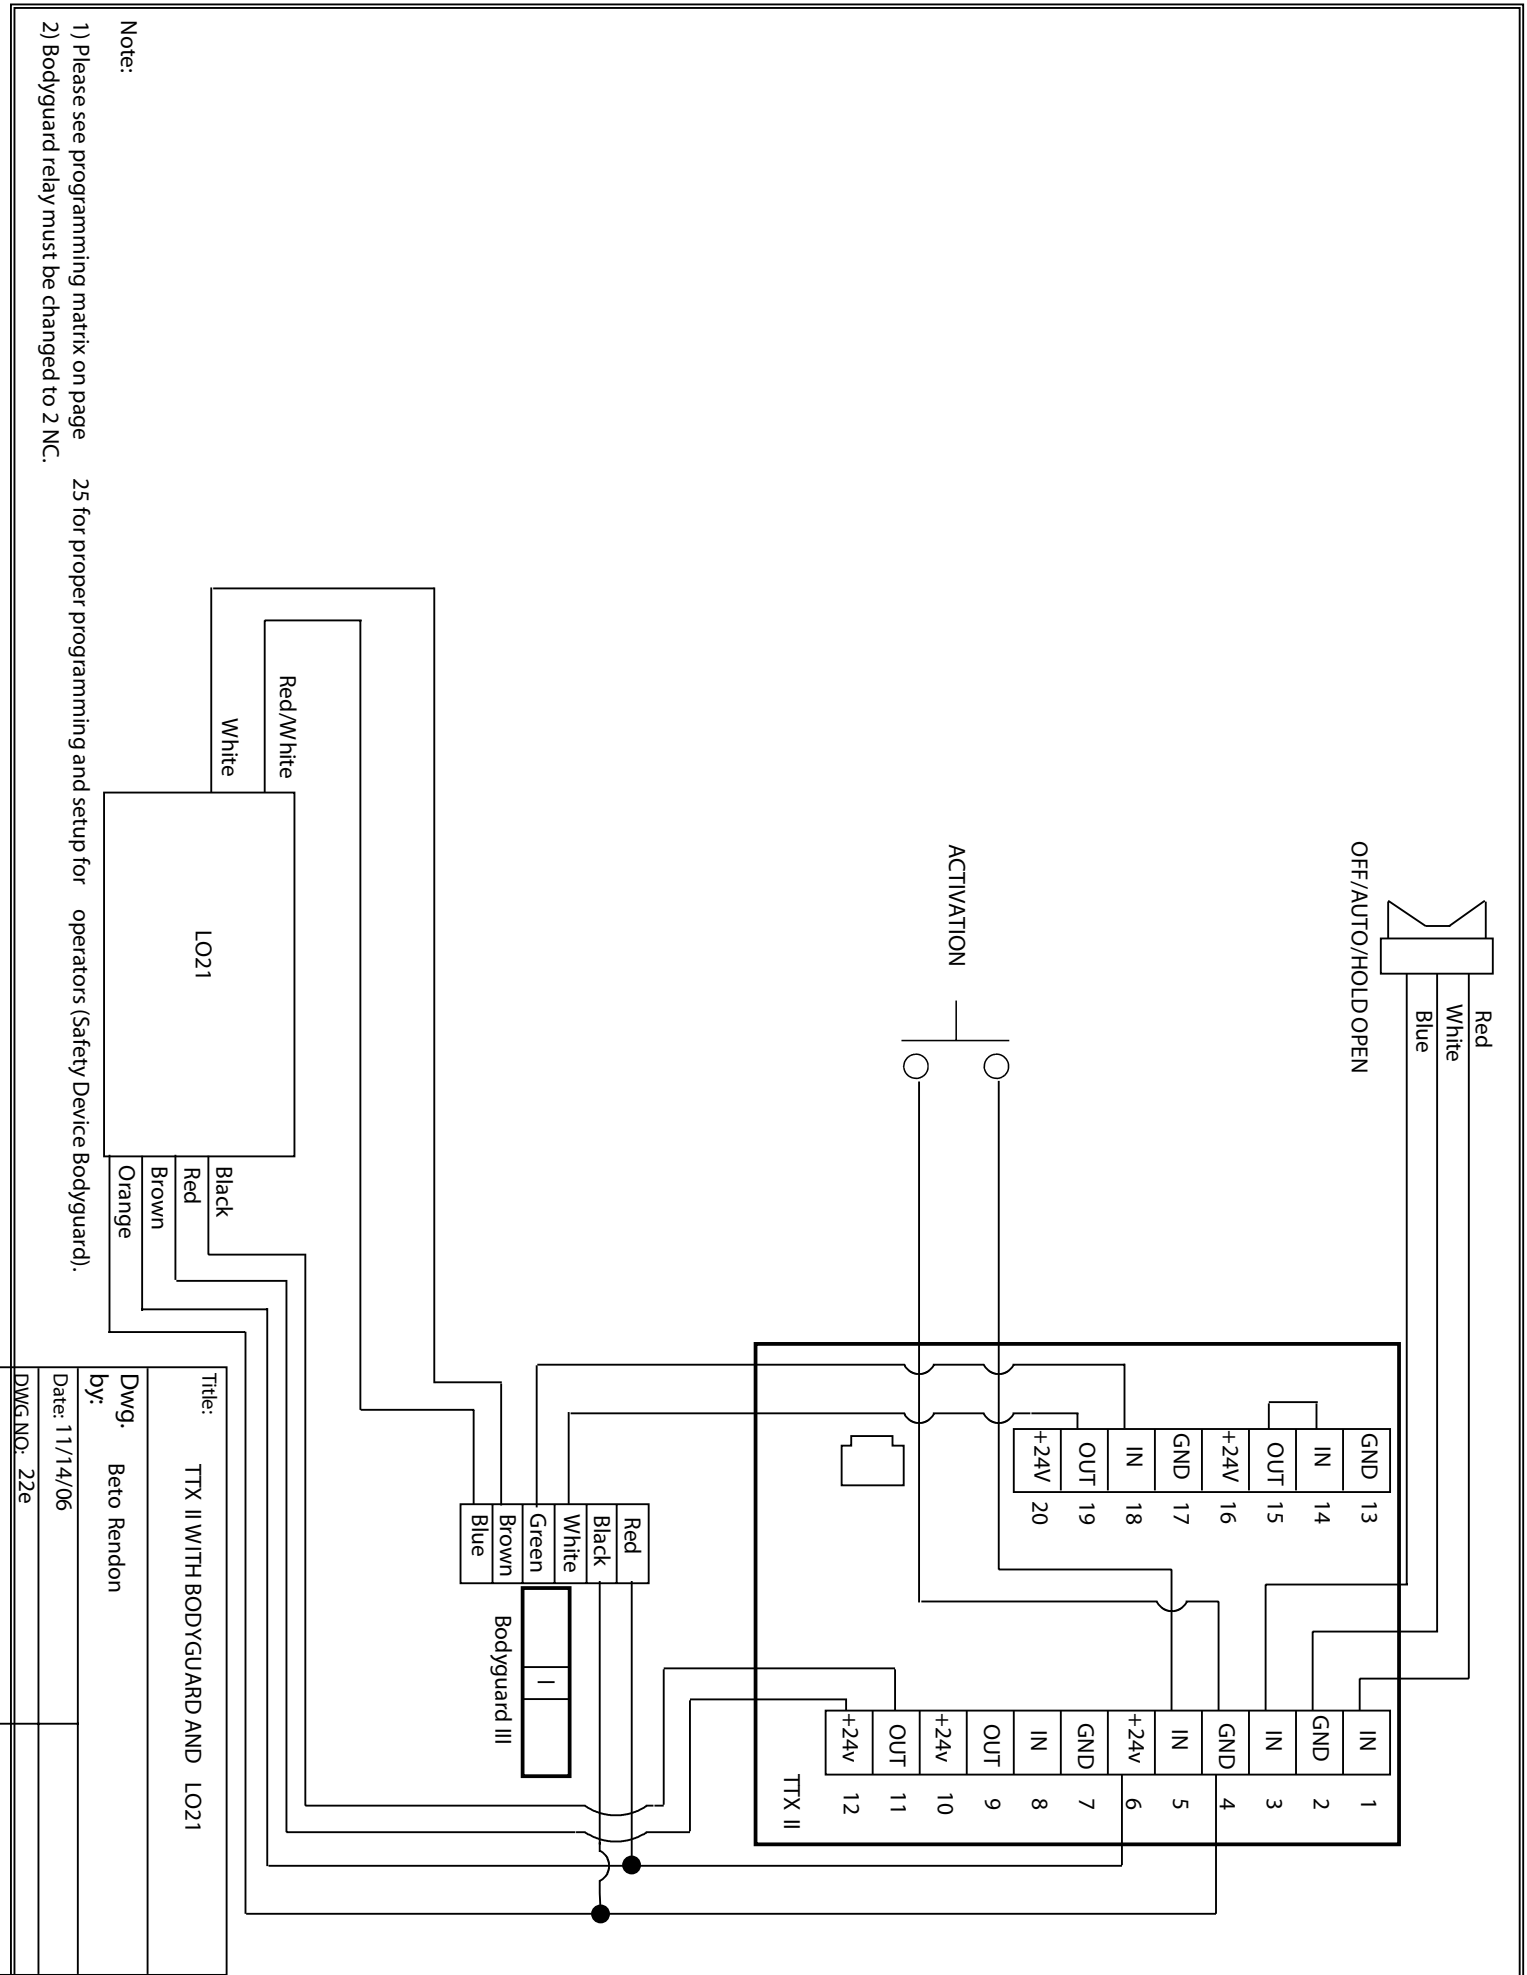 Red
White
Blue
OFF/AUTO/HOLD OPEN
ACTIVATION
GND 13
IN 14
OUT 15
+24V 16
GND 17
IN 18
OUT 19
+24V 20
IN 1
GND 2
IN 3
GND 4
IN 5
+24v 6
GND 7
IN 8
OUT 9
+24v 10
OUT 11
+24v 12
TTX II
Red
Black
White
Green
Brown
Blue
Bodyguard III
Red/White
White
LO21
Black
Red
Brown
Orange
Note:
1) Please see programming matrix on page 25 for proper programming and setup for operators (Safety Device Bodyguard).
2) Bodyguard relay must be changed to 2 NC.
Title: TTX II WITH BODYGUARD AND LO21
Dwg. by: Beto Rendon
Date: 11/14/06
DWG NO: 22e